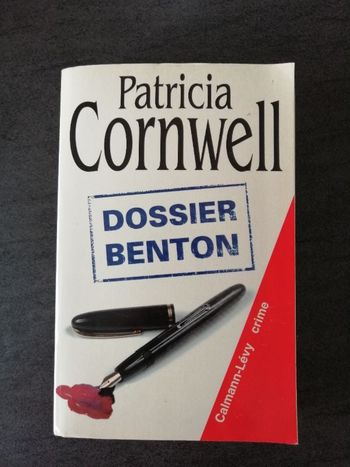 Patricia
Cornwell
DOSSIER
BENTON
Calmann-Lévy crime